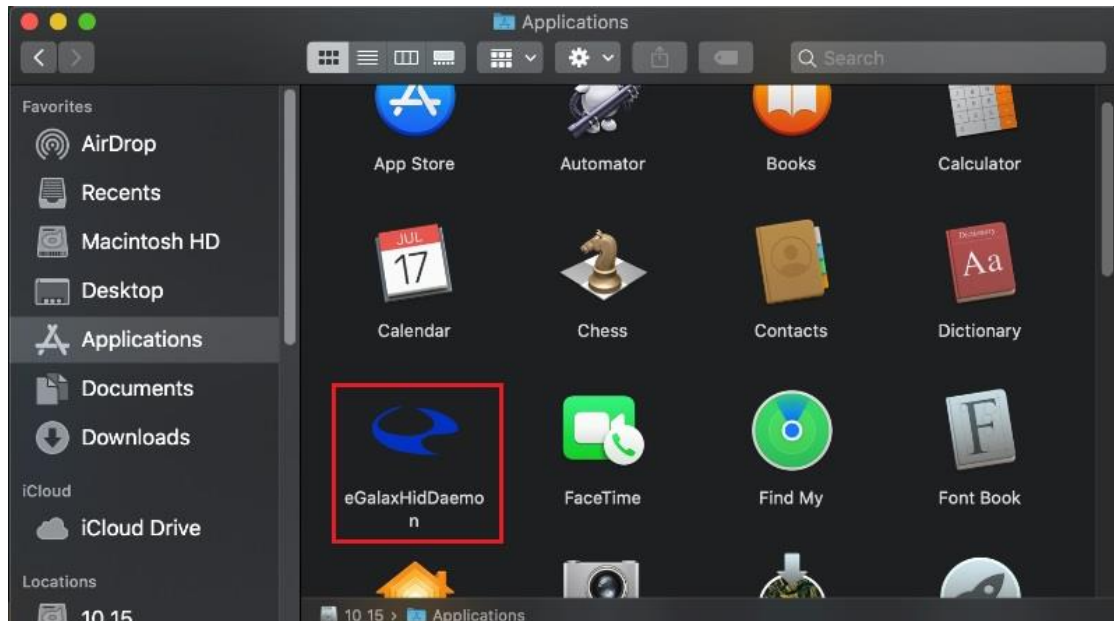 Applications
Search
Favorites
AirDrop
Recents
Macintosh HD
Desktop
Applications
Documents
Downloads
iCloud
iCloud Drive
Locations
10.15
App Store
Automator
Books
Calculator
JUL
17
Dictionary
Aa
Calendar
Chess
Contacts
Dictionary
F
eGalaxHidDaemo
n
FaceTime
Find My
Font Book
10.15 > Applications